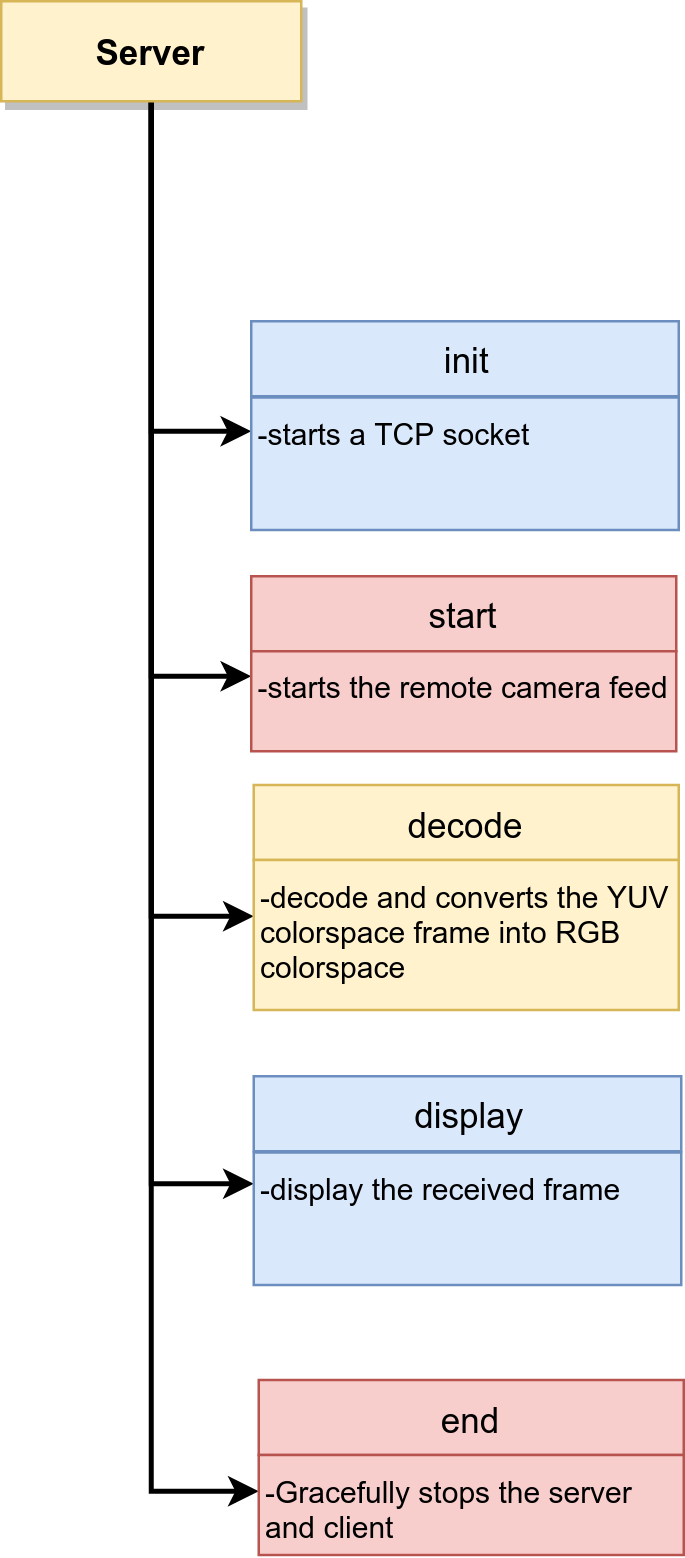 Server
init
-starts a TCP socket
start
-starts the remote camera feed
decode
-decode and converts the YUV
colorspace frame into RGB
colorspace
display
-display the received frame
end
-Gracefully stops the server
and client